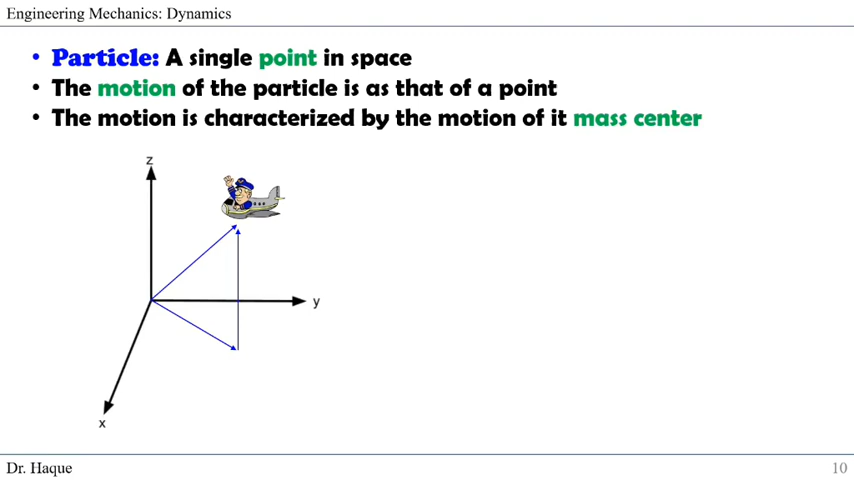 Engineering Mechanics: Dynamics
• Particle: A single point in space
• The motion of the particle is as that of a point
• The motion is characterized by the motion of it mass center
z
y
x
Dr. Haque
10